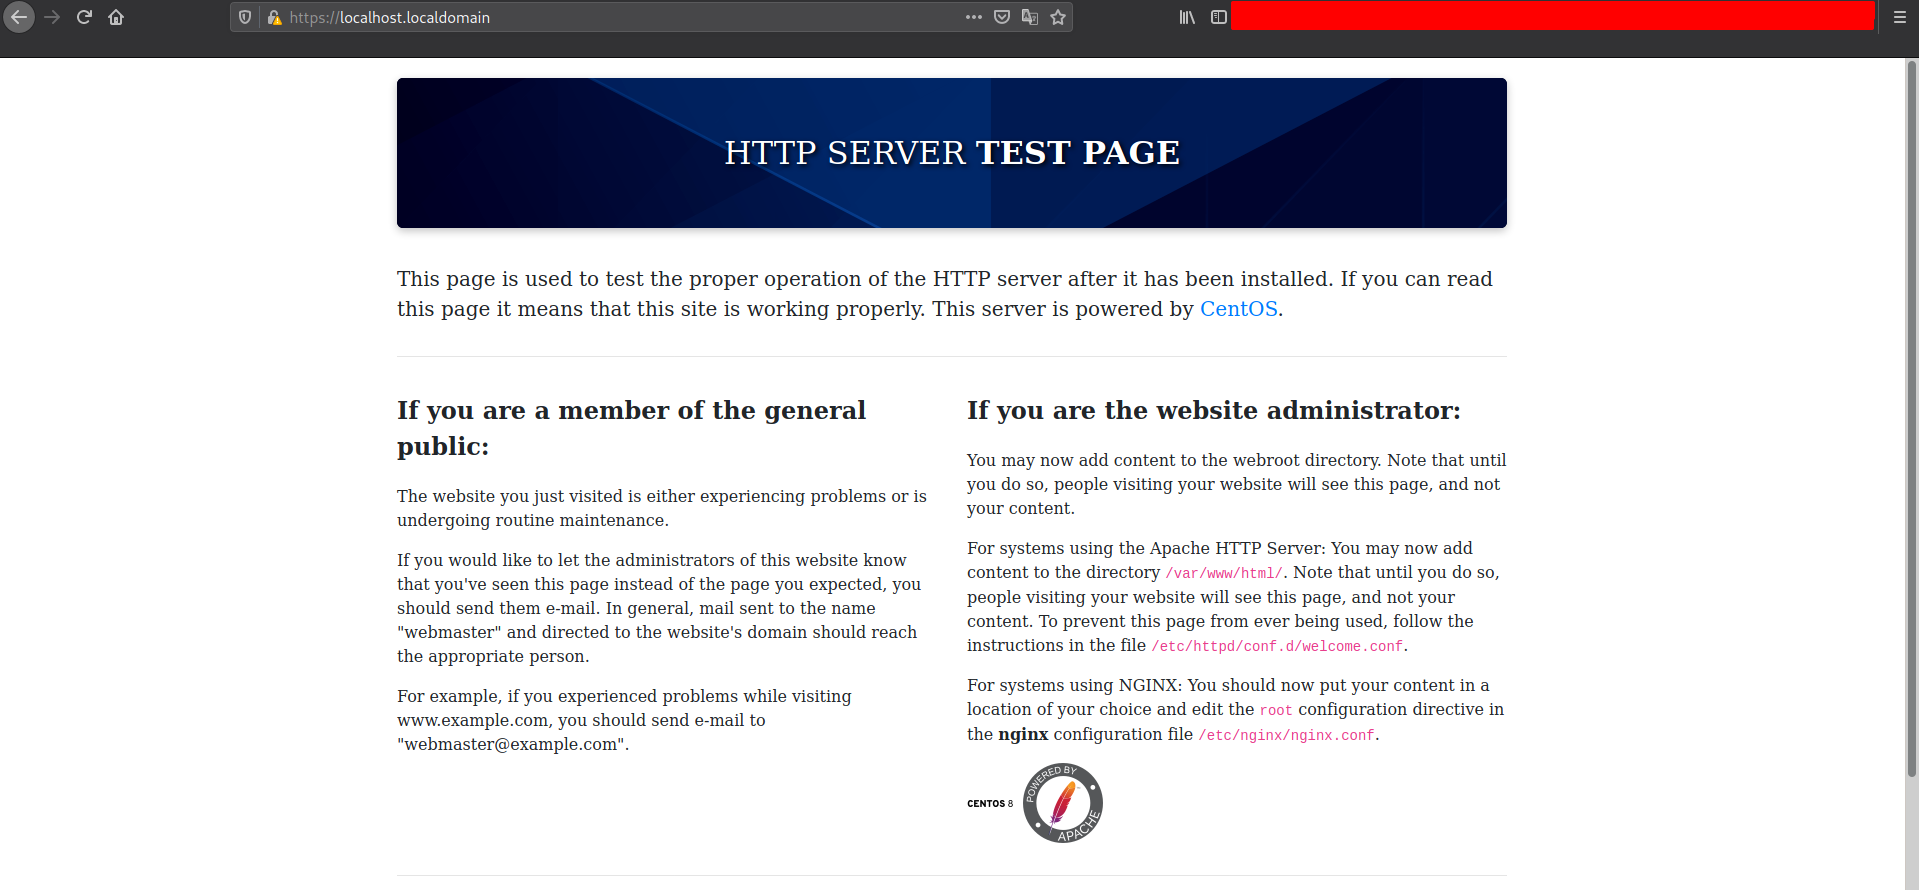 https://localhost.localdomain
HTTP SERVER TEST PAGE
This page is used to test the proper operation of the HTTP server after it has been installed. If you can read
this page it means that this site is working properly. This server is powered by CentOS.
If you are a member of the general
public:
The website you just visited is either experiencing problems or is
undergoing routine maintenance.
If you would like to let the administrators of this website know
that you've seen this page instead of the page you expected, you
should send them e-mail. In general, mail sent to the name
"webmaster" and directed to the website's domain should reach
the appropriate person.
For example, if you experienced problems while visiting
www.example.com, you should send e-mail to
"webmaster@example.com".
If you are the website administrator:
You may now add content to the webroot directory. Note that until
you do so, people visiting your website will see this page, and not
your content.
For systems using the Apache HTTP Server: You may now add
content to the directory /var/www/html/. Note that until you do so,
people visiting your website will see this page, and not your
content. To prevent this page from ever being used, follow the
instructions in the file /etc/httpd/conf.d/welcome.conf.
For systems using NGINX: You should now put your content in a
location of your choice and edit the root configuration directive in
the nginx configuration file /etc/nginx/nginx.conf.
CENTOS 8
POWERED BY
APACHE